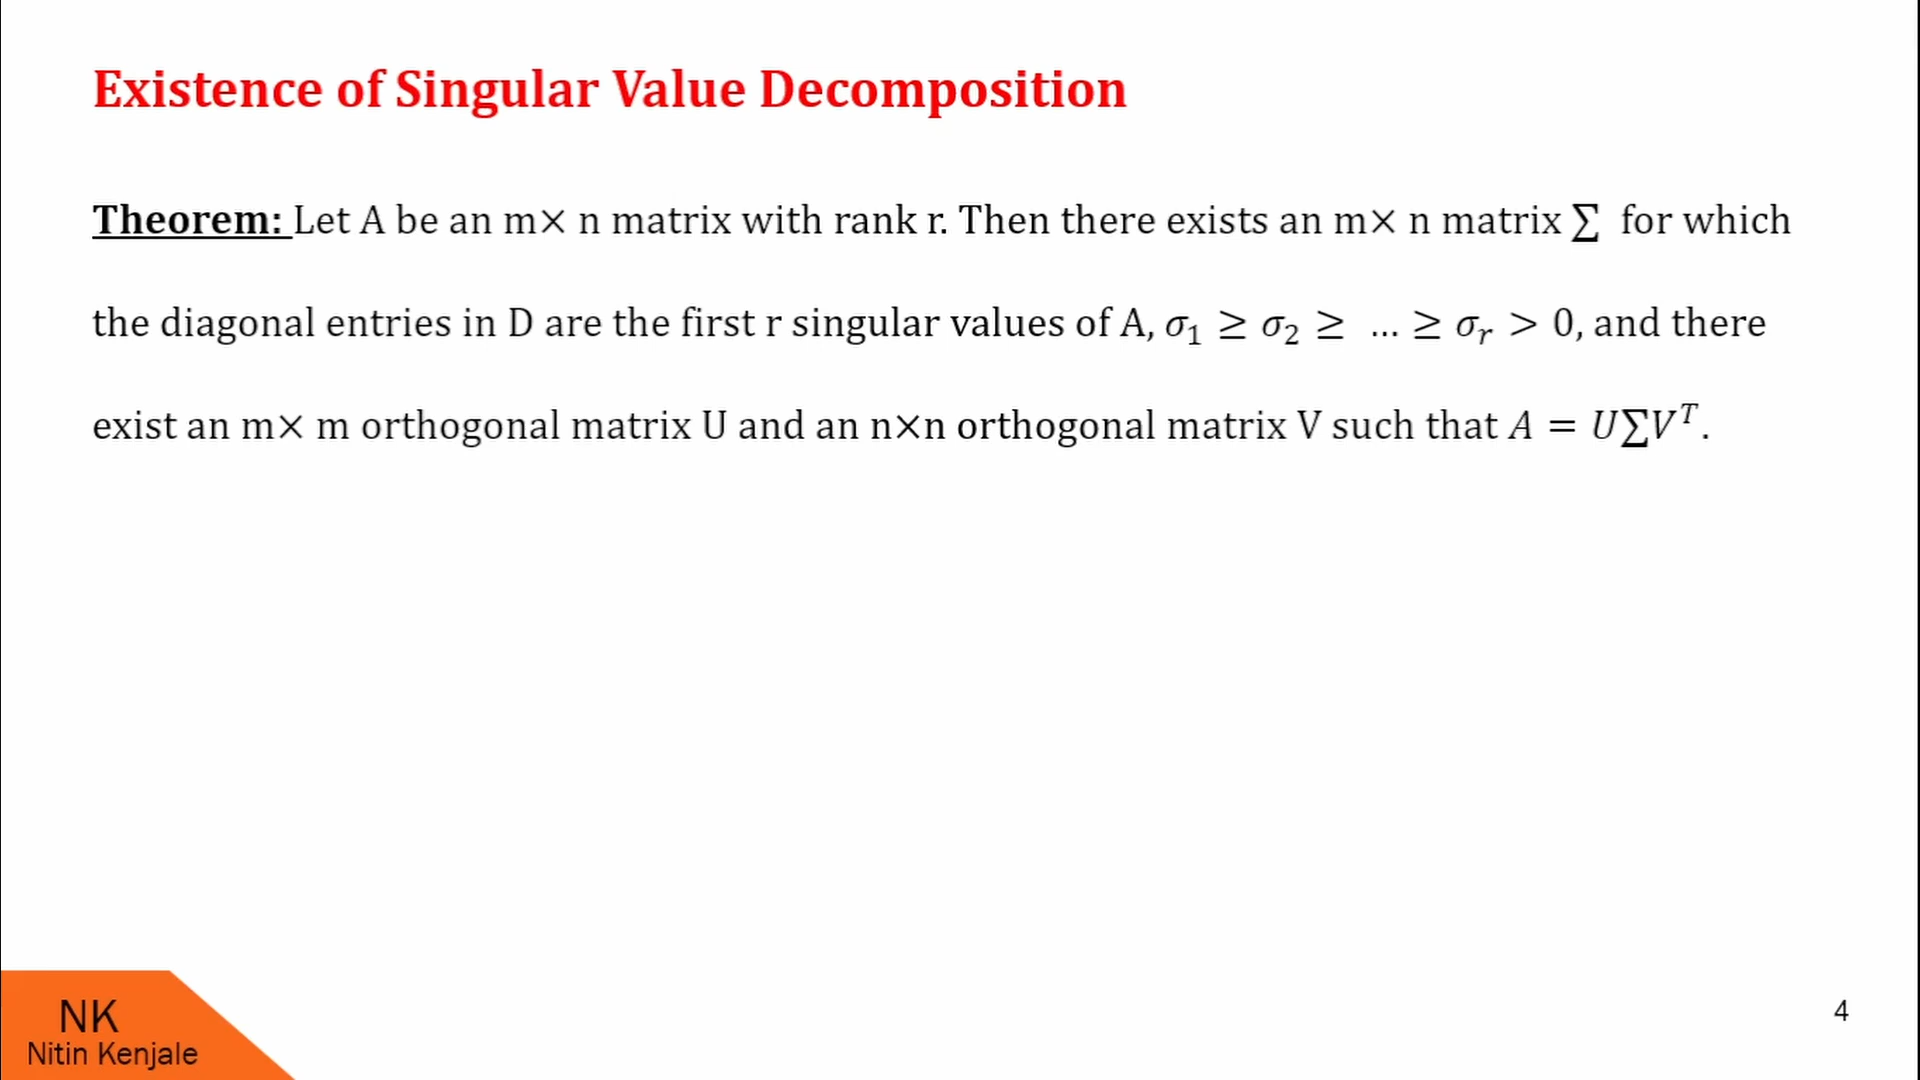 Existence of Singular Value Decomposition
Theorem: Let A be an m× n matrix with rank r. Then there exists an m× n matrix ∑ for which
the diagonal entries in D are the first r singular values of A, σ₁ ≥ σ₂ ≥ … ≥ σᵣ > 0, and there
exist an m× m orthogonal matrix U and an n×n orthogonal matrix V such that A = U∑Vᵀ.
NK
Nitin Kenjale
4